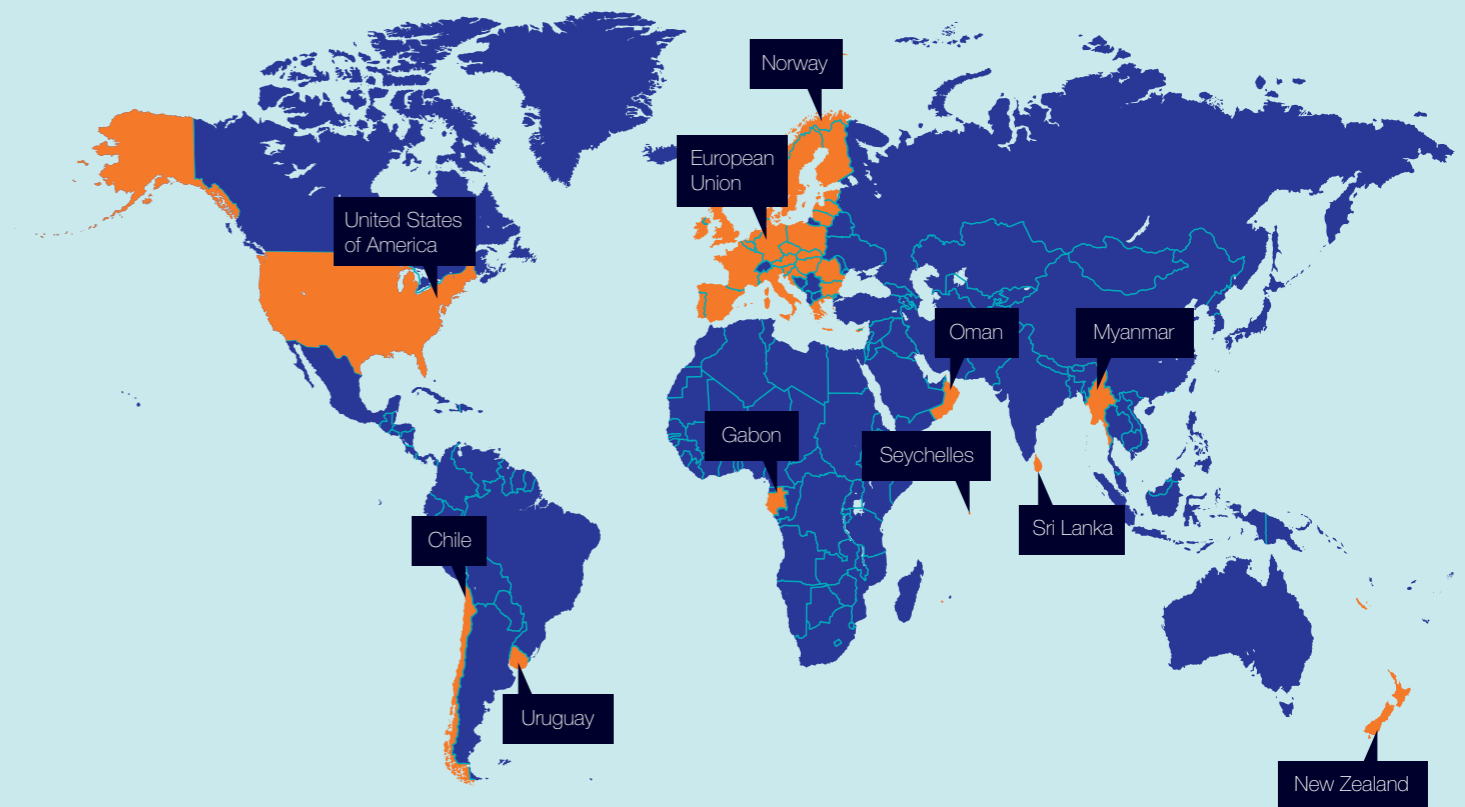 Norway
European
Union
United States
of America
Oman
Myanmar
Gabon
Seychelles
Sri Lanka
Chile
Uruguay
New Zealand